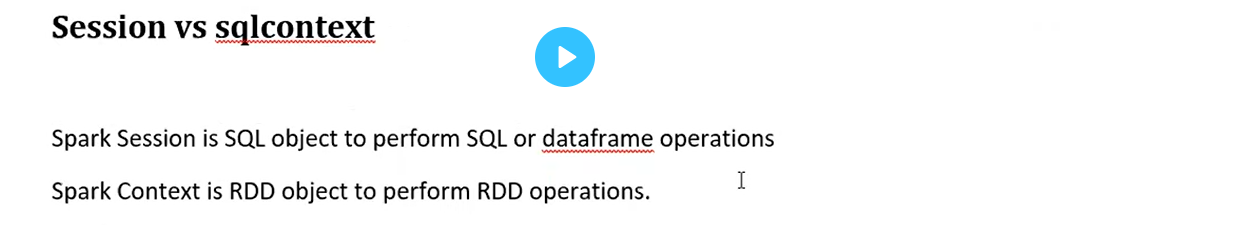 Session vs sqlcontext
Spark Session is SQL object to perform SQL or dataframe operations
Spark Context is RDD object to perform RDD operations.